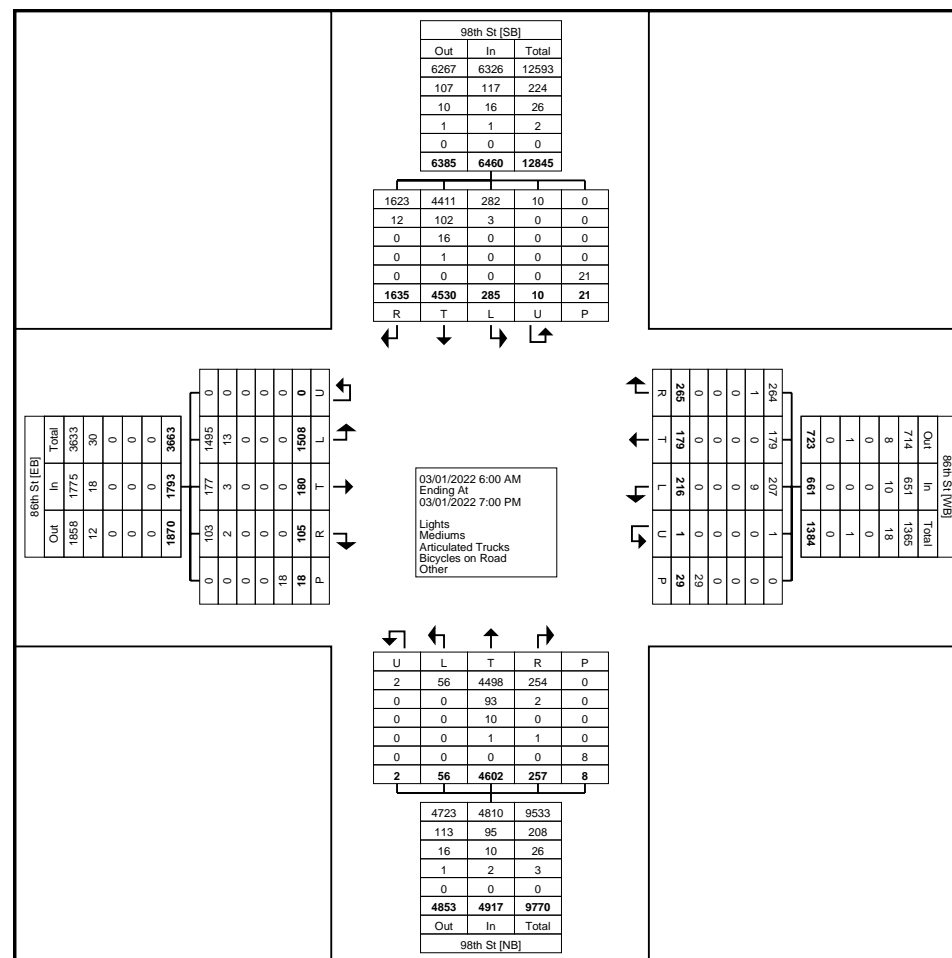 98th St [SB]
Out In Total
6267 6326 12593
107 117 224
10 16 26
1 1 2
0 0 0
6385 6460 12845
1623 4411 282 10 0
12 102 3 0 0
0 16 0 0 0
0 1 0 0 0
0 0 0 0 21
1635 4530 285 10 21
R T L U P
86th St [EB]
Total 3633 30 0 0 0 3663
In 1775 18 0 0 0 1793
Out 1858 12 0 0 0 1870
0 0 0 0 0 0 U
1495 13 0 0 0 1508 L
177 3 0 0 0 180 T
103 2 0 0 0 105 R
0 0 0 0 18 18 P
03/01/2022 6:00 AM
Ending At
03/01/2022 7:00 PM
Lights
Mediums
Articulated Trucks
Bicycles on Road
Other
R 265 0 0 0 1 264
T 179 0 0 0 0 179
L 216 0 0 0 9 207
U 1 0 0 0 0 1
P 29 29 0 0 0 0
723 0 1 0 8 714 Out
661 0 0 0 10 651 In
1384 0 1 0 18 1365 Total
86th St [WB]
U L T R P
2 56 4498 254 0
0 0 93 2 0
0 0 10 0 0
0 0 1 1 0
0 0 0 0 8
2 56 4602 257 8
4723 4810 9533
113 95 208
16 10 26
1 2 3
0 0 0
4853 4917 9770
Out In Total
98th St [NB]